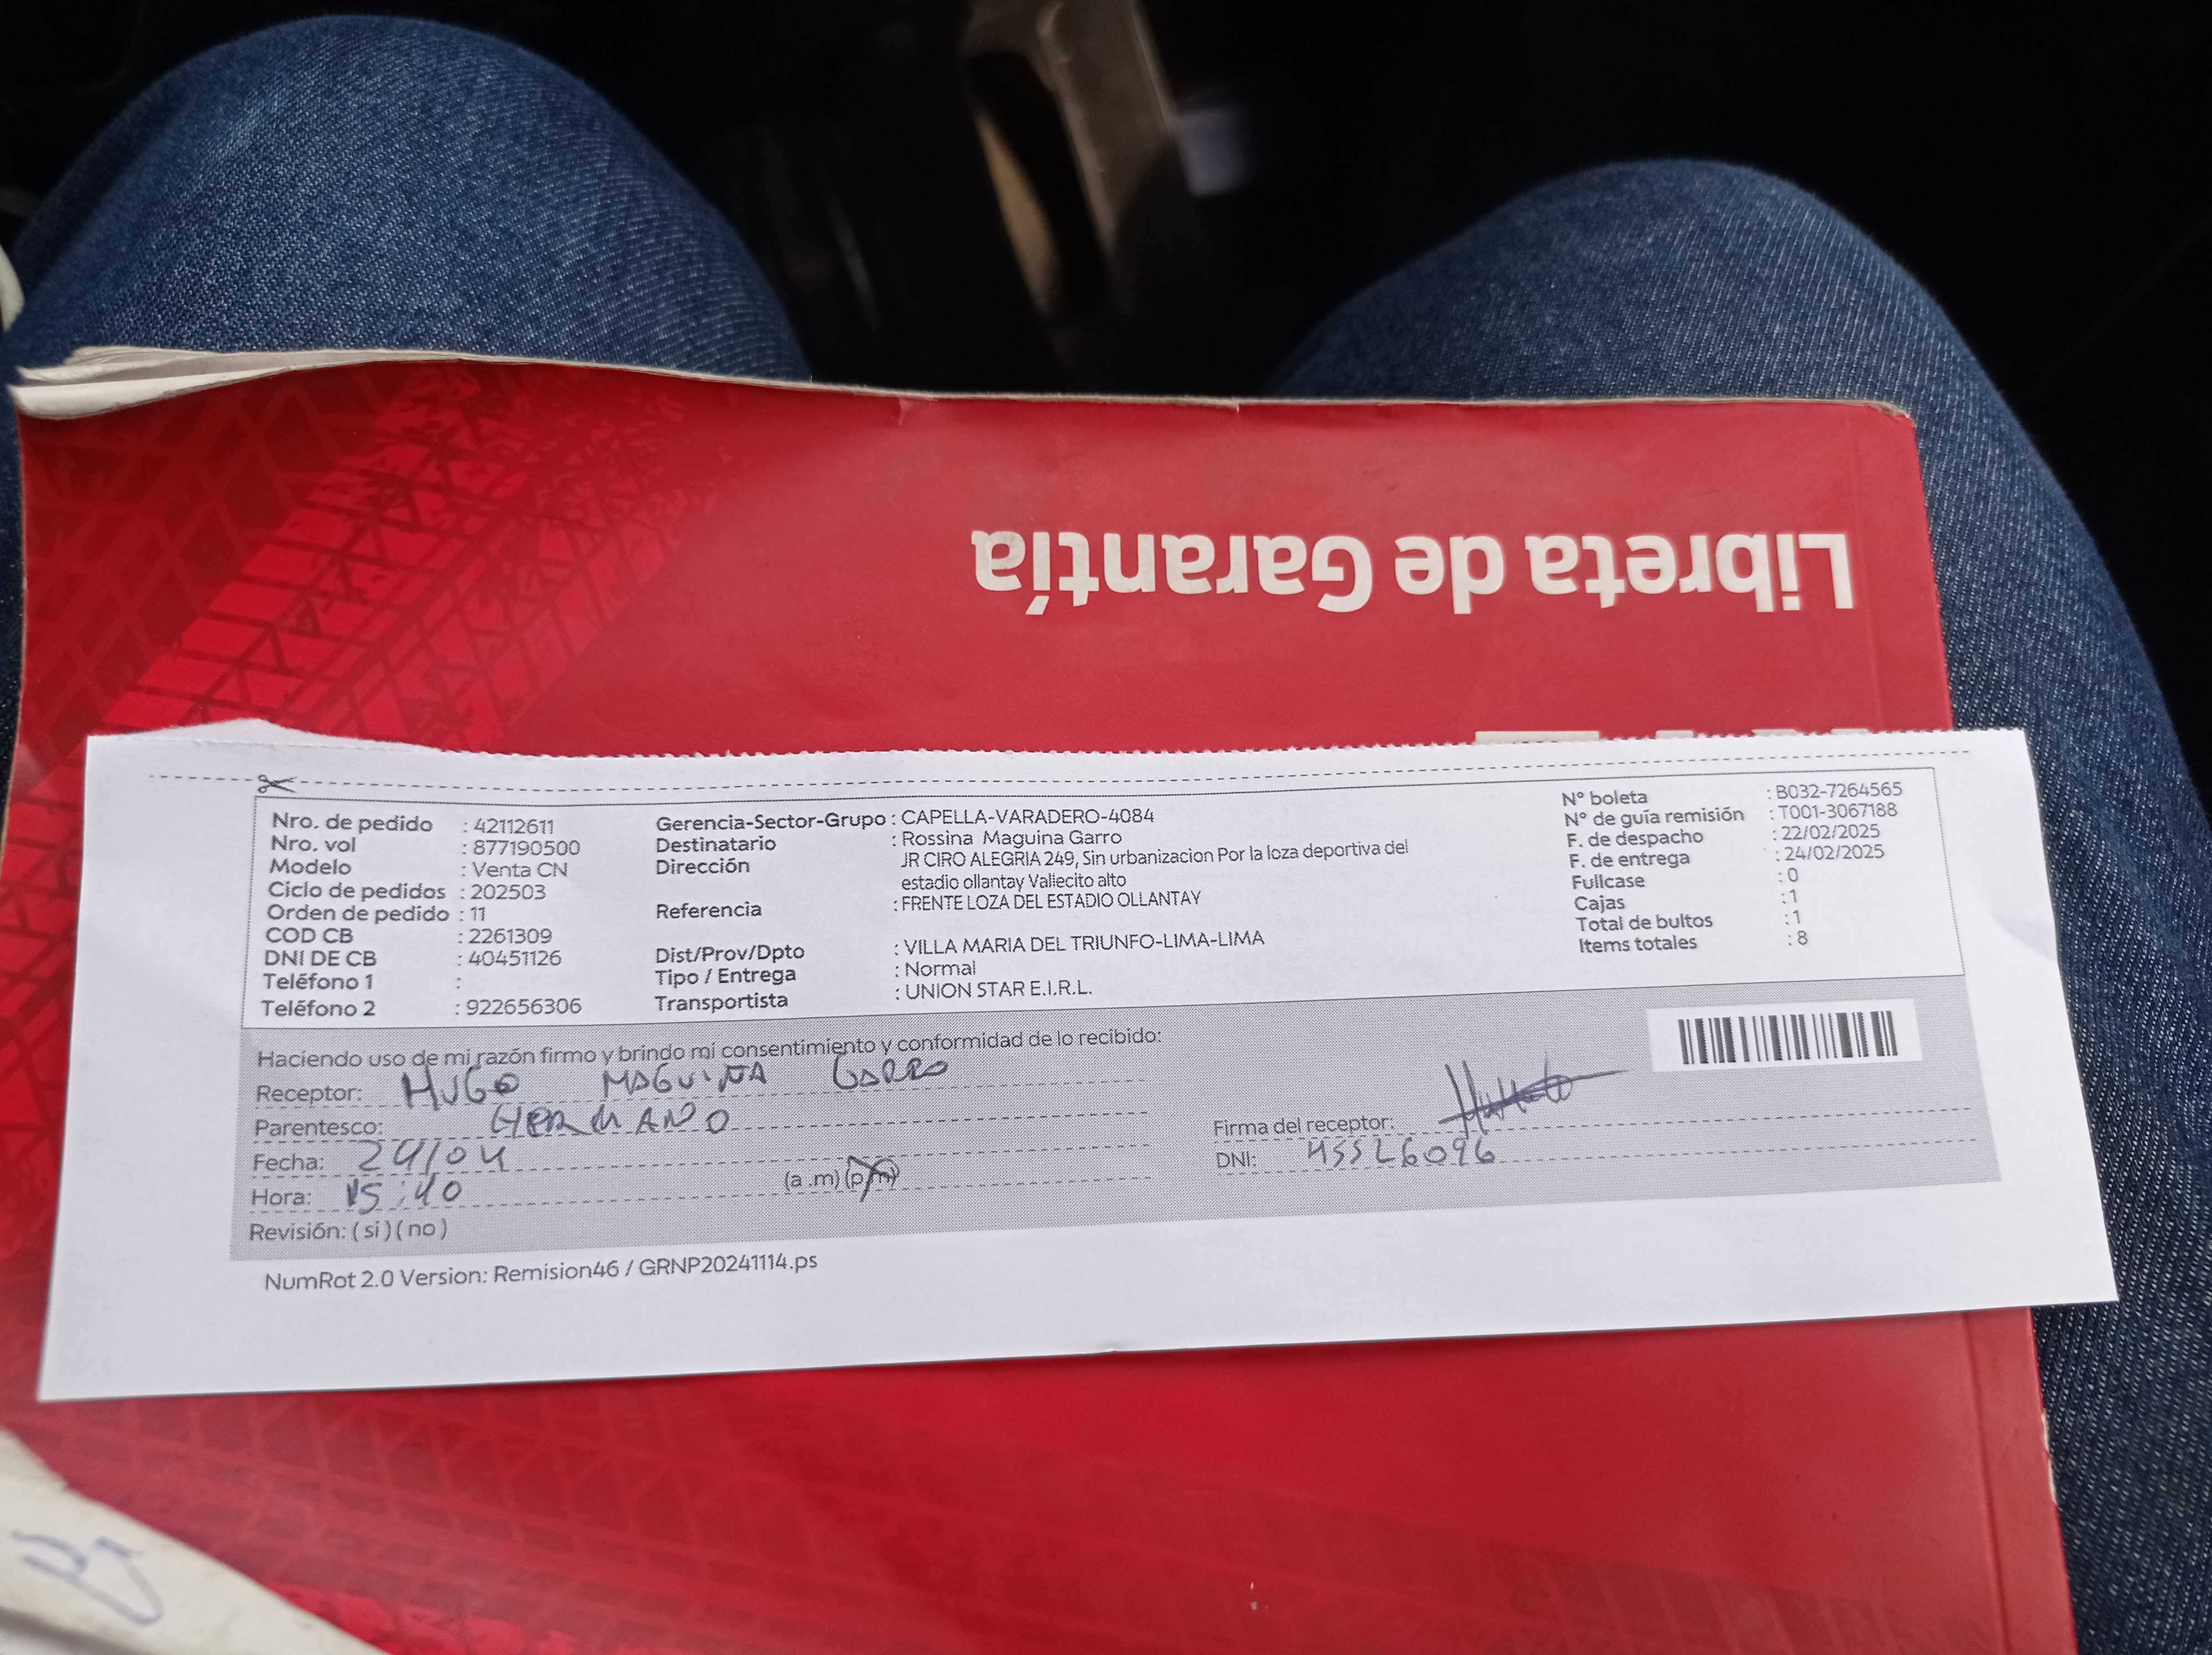 Libreta de Garantía
Nro. de pedido : 42112611
Nro. vol : 877190500
Modelo : Venta CN
Ciclo de pedidos : 202503
Orden de pedido : 11
COD CB : 2261309
DNI DE CB : 40451126
Teléfono 1 :
Teléfono 2 : 922656306
Gerencia-Sector-Grupo : CAPELLA-VARADERO-4084
Destinatario : Rossina Maguina Garro
Dirección JR CIRO ALEGRIA 249, Sin urbanizacion Por la loza deportiva del
estadio ollantay Vallecito alto
Referencia : FRENTE LOZA DEL ESTADIO OLLANTAY
Dist/Prov/Dpto : VILLA MARIA DEL TRIUNFO-LIMA-LIMA
Tipo / Entrega : Normal
Transportista : UNION STAR E.I.R.L.
N° boleta : B032-7264565
N° de guía remisión : T001-3067188
F. de despacho : 22/02/2025
F. de entrega : 24/02/2025
Fullcase : 0
Cajas : 1
Total de bultos : 1
Items totales : 8
Haciendo uso de mi razón firmo y brindo mi consentimiento y conformidad de lo recibido:
Receptor: HUGO MAGUIÑA GARRO
Parentesco: HERMANO
Fecha: 24/04
Hora: 15:40 (a.m)(p.m)
Revisión: (si)(no)
Firma del receptor:
DNI: 45526096
NumRot 2.0 Version: Remision46 / GRNP20241114.ps